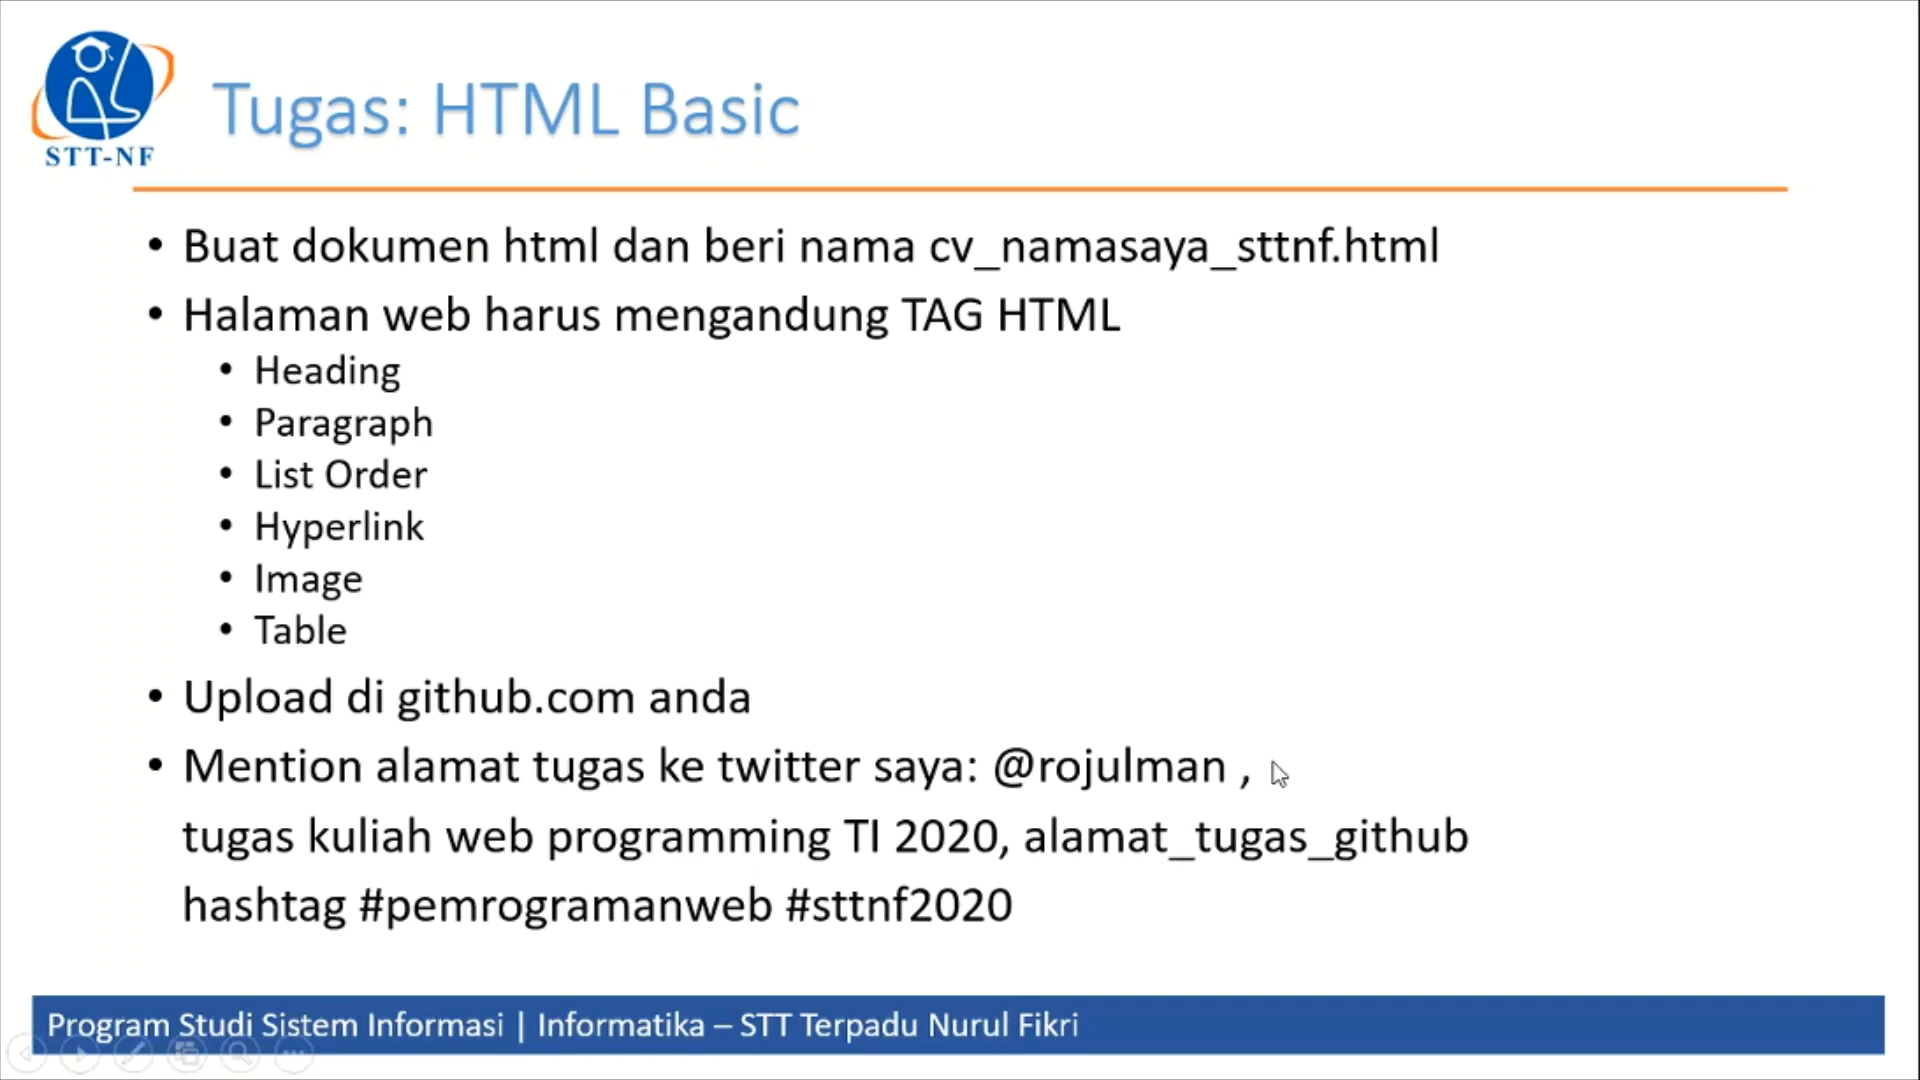 STT-NF
Tugas: HTML Basic
• Buat dokumen html dan beri nama cv_namasaya_sttnf.html
• Halaman web harus mengandung TAG HTML
• Heading
• Paragraph
• List Order
• Hyperlink
• Image
• Table
• Upload di github.com anda
• Mention alamat tugas ke twitter saya: @rojulman ,
tugas kuliah web programming TI 2020, alamat_tugas_github
hashtag #pemrogramanweb #sttnf2020
Program Studi Sistem Informasi | Informatika – STT Terpadu Nurul Fikri